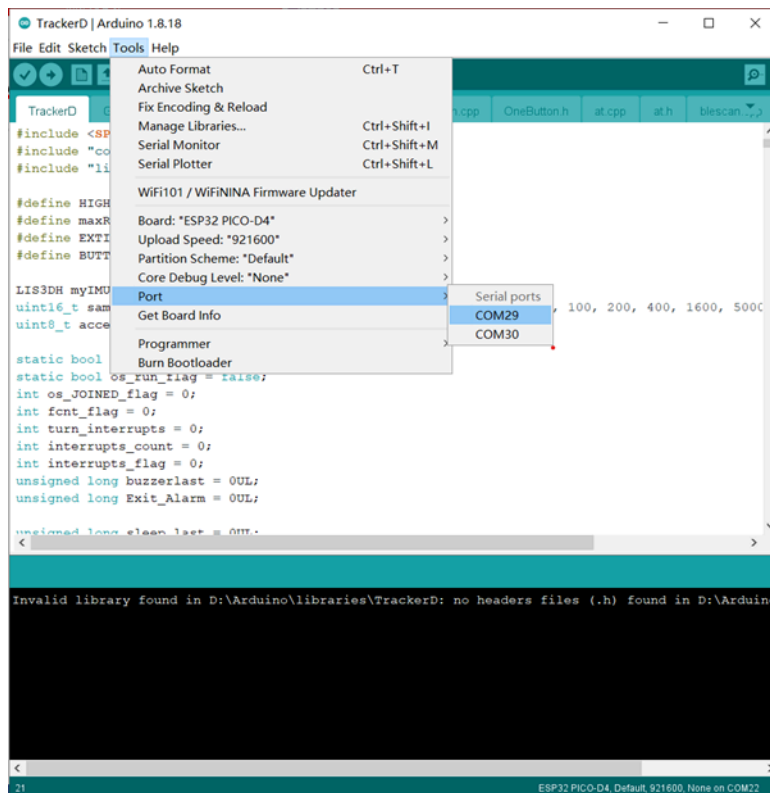 TrackerD | Arduino 1.8.18
File Edit Sketch Tools Help
Auto Format Ctrl+T
Archive Sketch
Fix Encoding & Reload
Manage Libraries... Ctrl+Shift+I
Serial Monitor Ctrl+Shift+M
Serial Plotter Ctrl+Shift+L
WiFi101 / WiFiNINA Firmware Updater
Board: "ESP32 PICO-D4"
Upload Speed: "921600"
Partition Scheme: "Default"
Core Debug Level: "None"
Port
Get Board Info
Programmer
Burn Bootloader
Serial ports
COM29
COM30
TrackerD G n.cpp OneButton.h at.cpp at.h blescan
#include <SP
#include "co
#include "li
#define HIGH
#define maxR
#define EXTI
#define BUTT
LIS3DH myIMU
uint16_t sam , 100, 200, 400, 1600, 5000
uint8_t acce
static bool
static bool os_run_flag = false;
int os_JOINED_flag = 0;
int fcnt_flag = 0;
int turn_interrupts = 0;
int interrupts_count = 0;
int interrupts_flag = 0;
unsigned long buzzerlast = 0UL;
unsigned long Exit_Alarm = 0UL;
unsigned long sleep_last = 0UL;
Invalid library found in D:\Arduino\libraries\TrackerD: no headers files (.h) found in D:\Arduin
21 ESP32 PICO-D4, Default, 921600, None on COM22